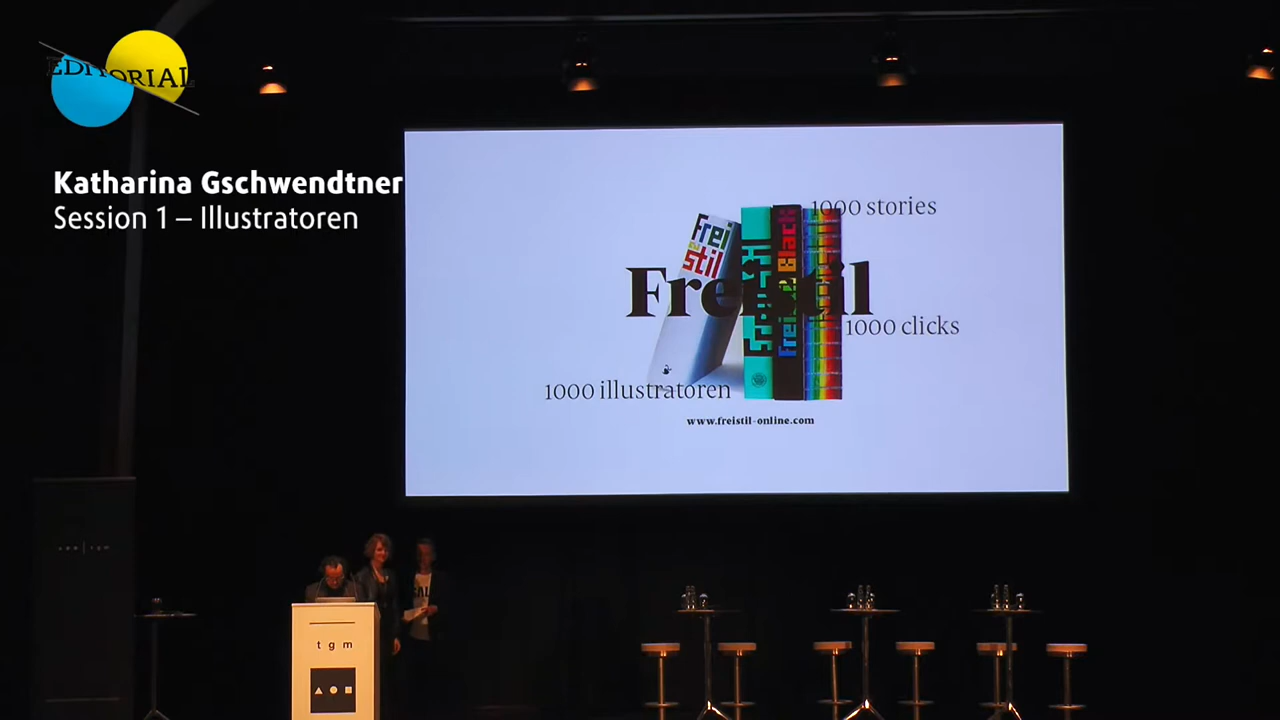 EDITORIAL
Katharina Gschwendtner
Session 1 – Illustratoren
1000 stories
Frei
stil
Freistil
1000 clicks
1000 illustratoren
www.freistil-online.com
tgm